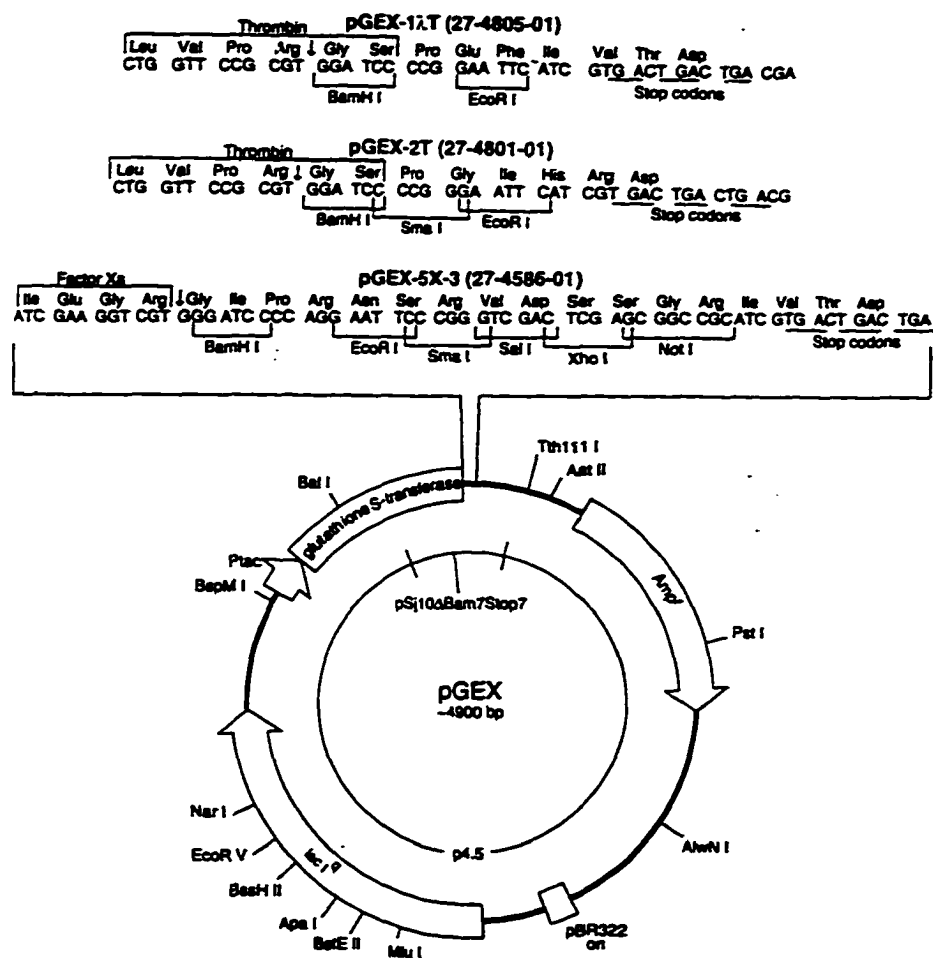 pGEX-1λT (27-4805-01)
Thrombin
Leu Val Pro Arg ↓ Gly Ser Pro Glu Phe Ile Val Thr Asp
CTG GTT CCG CGT GGA TCC CCG GAA TTC ATC GTG ACT GAC TGA CGA
BamH I EcoR I Stop codons
pGEX-2T (27-4801-01)
Thrombin
Leu Val Pro Arg ↓ Gly Ser Pro Gly Ile His Arg Asp
CTG GTT CCG CGT GGA TCC CCG GGA ATT CAT CGT GAC TGA CTG ACG
BamH I Sma I EcoR I Stop codons
pGEX-5X-3 (27-4586-01)
Factor Xa
Ile Glu Gly Arg ↓ Gly Ile Pro Arg Asn Ser Arg Val Asp Ser Ser Gly Arg Ile Val Thr Asp
ATC GAA GGT CGT GGG ATC CCC AGG AAT TCC CGG GTC GAC TCG AGC GGC CGC ATC GTG ACT GAC TGA
BamH I EcoR I Sma I Sal I Xho I Not I Stop codons
Tth111 I
Aat II
Bal I
glutathione S-transferase
Ptac
BspM I
Ampʳ
pSj10ΔBam7Stop7
Pst I
pGEX
~4900 bp
Nar I
EcoR V
BssH II
Apa I
BstE II
Mlu I
lac Iq
p4.5
AlwN I
pBR322
ori